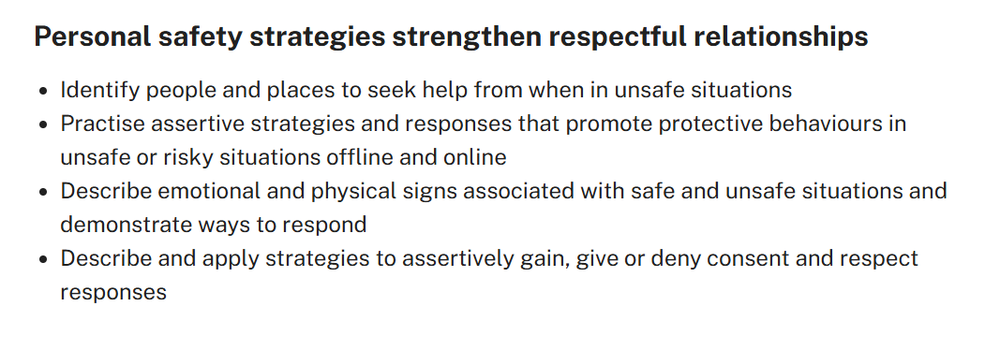 Personal safety strategies strengthen respectful relationships
• Identify people and places to seek help from when in unsafe situations
• Practise assertive strategies and responses that promote protective behaviours in
unsafe or risky situations offline and online
• Describe emotional and physical signs associated with safe and unsafe situations and
demonstrate ways to respond
• Describe and apply strategies to assertively gain, give or deny consent and respect
responses